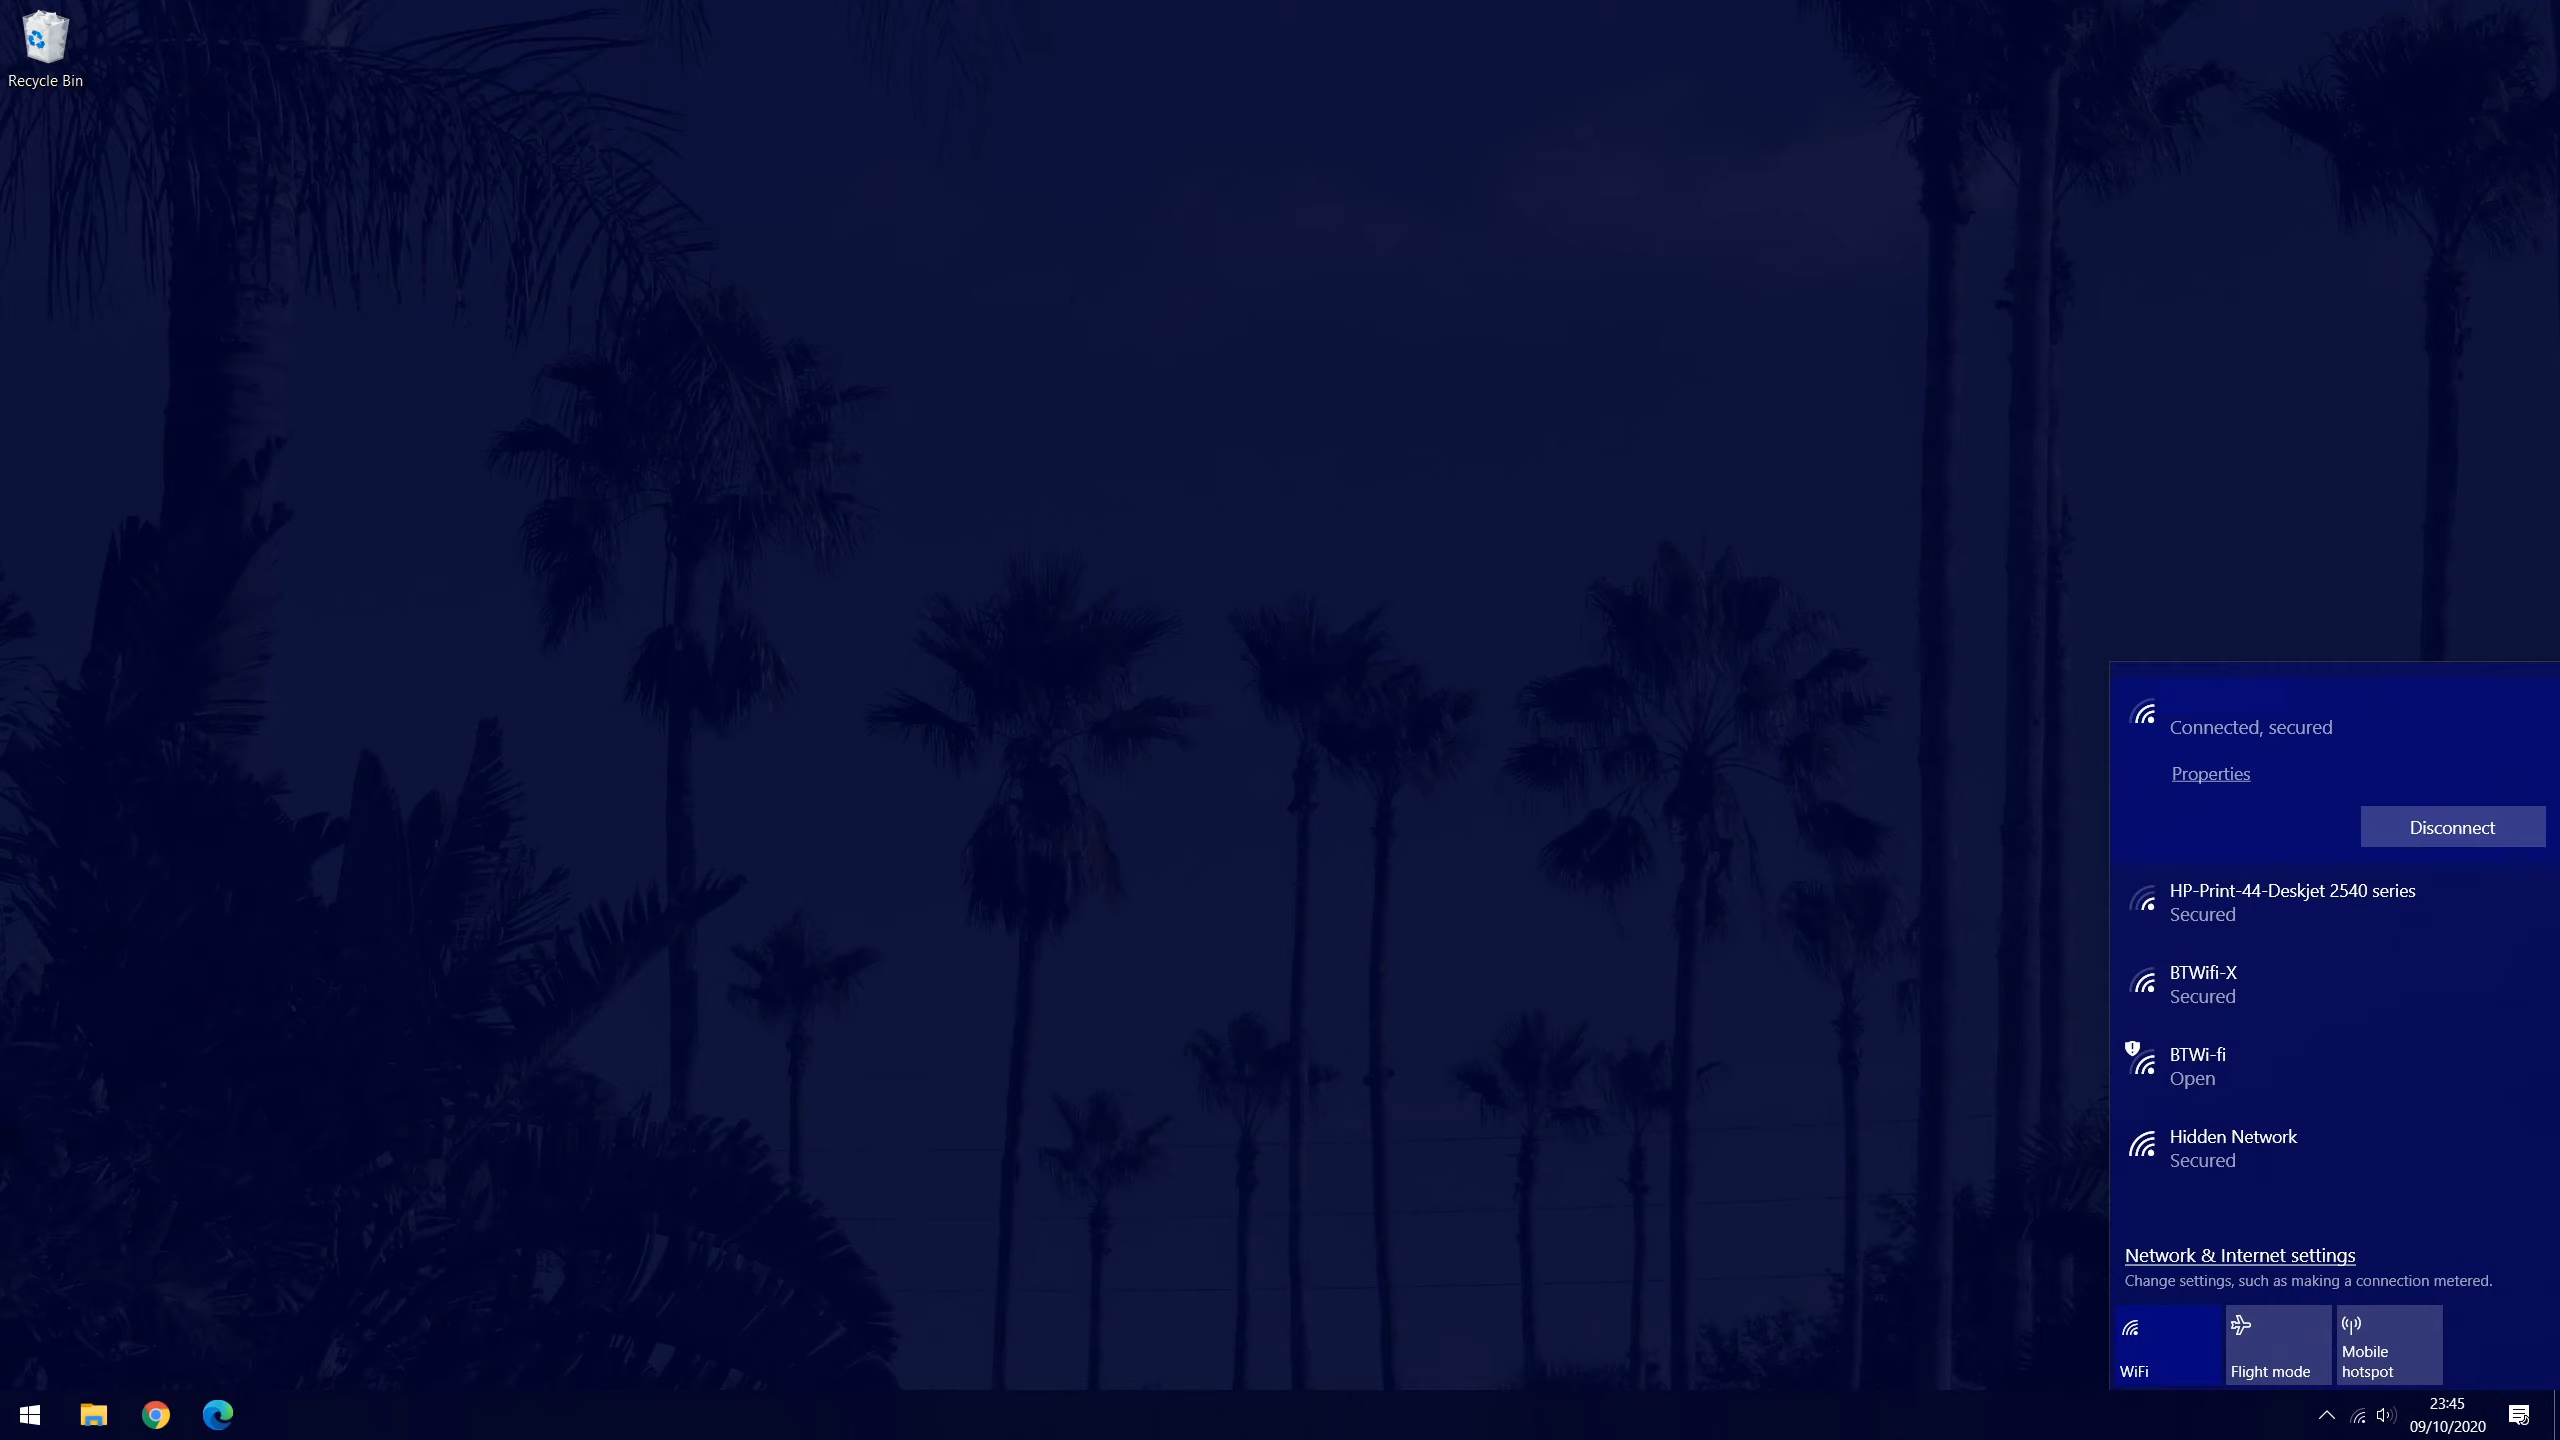 Recycle Bin
Connected, secured
Properties
Disconnect
HP-Print-44-Deskjet 2540 series
Secured
BTWifi-X
Secured
BTWi-fi
Open
Hidden Network
Secured
Network & Internet settings
Change settings, such as making a connection metered.
WiFi
Flight mode
Mobile
hotspot
23:45
09/10/2020